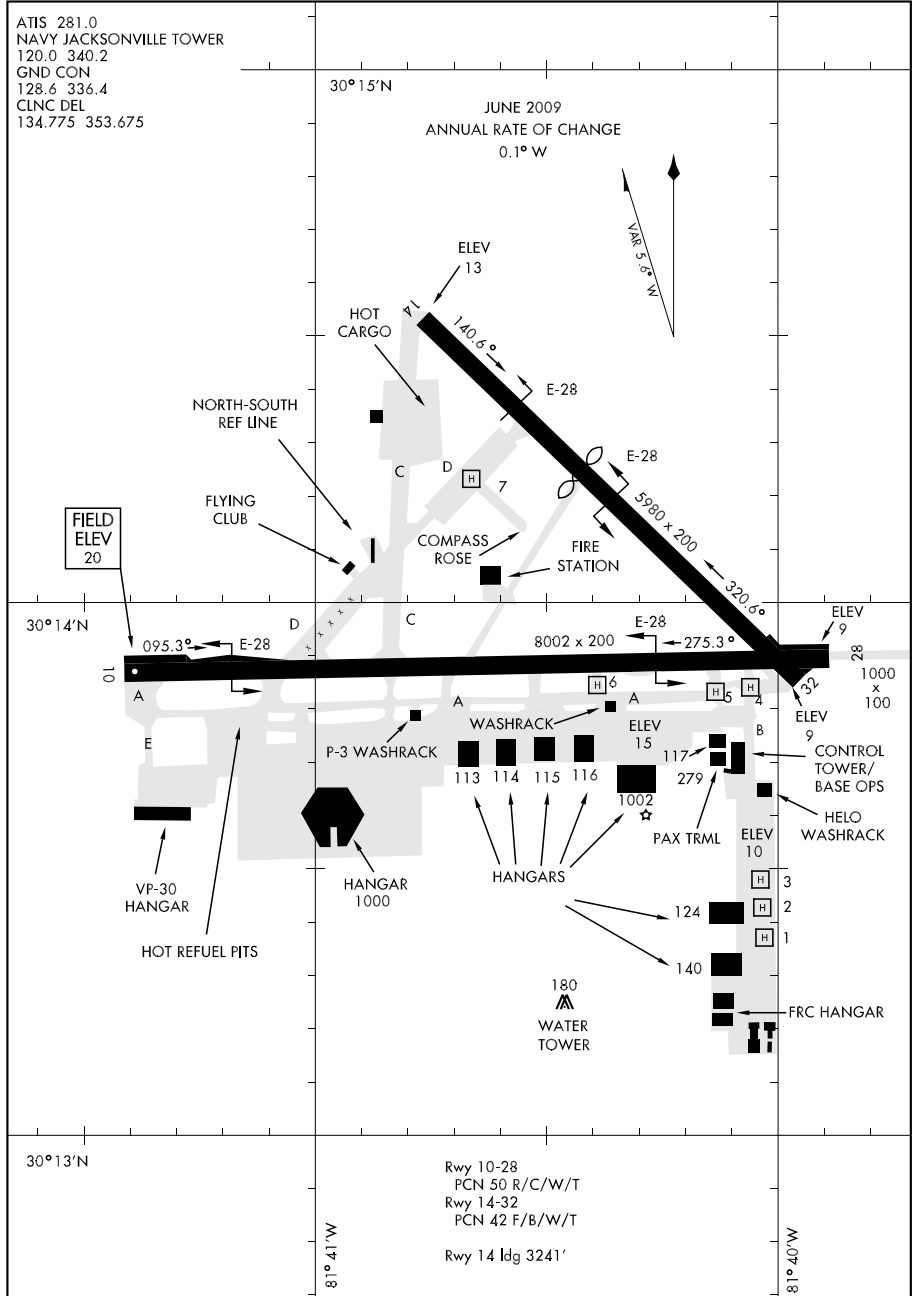 ATIS 281.0
NAVY JACKSONVILLE TOWER
120.0 340.2
GND CON
128.6 336.4
CLNC DEL
134.775 353.675
30°15'N
JUNE 2009
ANNUAL RATE OF CHANGE
0.1° W
VAR 5.6° W
ELEV
13
14
HOT
CARGO
140.6°
E-28
NORTH-SOUTH
REF LINE
C
D
H
7
E-28
5980 x 200
FLYING
CLUB
FIELD
ELEV
20
COMPASS
ROSE
FIRE
STATION
320.6°
30°14'N
D
C
ELEV
9
095.3°
E-28
8002 x 200
E-28
275.3°
28
10
1000
x
100
32
A
H
6
H
5
H
4
A
A
ELEV
9
WASHRACK
E
P-3 WASHRACK
ELEV
15
B
117
CONTROL
TOWER/
BASE OPS
113
114
115
116
279
1002
PAX TRML
HELO
WASHRACK
ELEV
10
VP-30
HANGAR
HANGAR
1000
HANGARS
H
3
H
2
124
H
1
HOT REFUEL PITS
140
180
WATER
TOWER
FRC HANGAR
30°13'N
Rwy 10-28
PCN 50 R/C/W/T
Rwy 14-32
PCN 42 F/B/W/T
Rwy 14 ldg 3241'
81°41'W
81°40'W